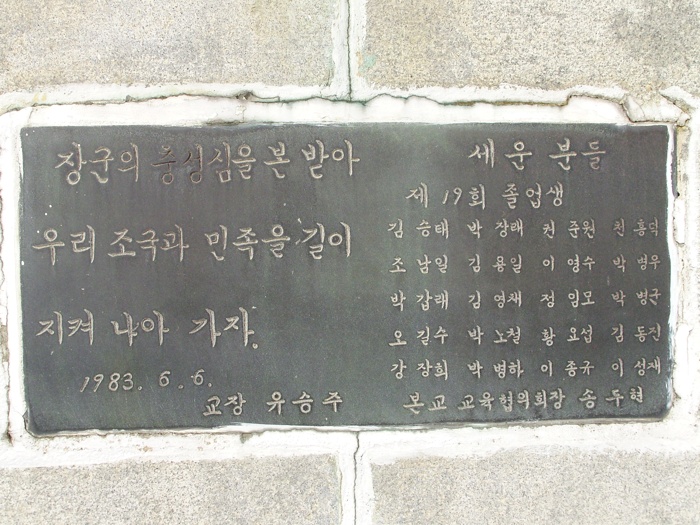 장군의 충성심을 본 받아
우리 조국과 민족을 길이
지켜 나아 가자.
1983. 6. 6.
교장 유승주
세운 분들
제 19회 졸업생
김승태 박장태 권준원 천흥덕
조남일 김용일 이영수 박병우
박갑래 김영재 정임모 박병군
오길수 박노철 황요섭 김동진
강장희 박병하 이종규 이성재
본교 교육협의회장 송두현